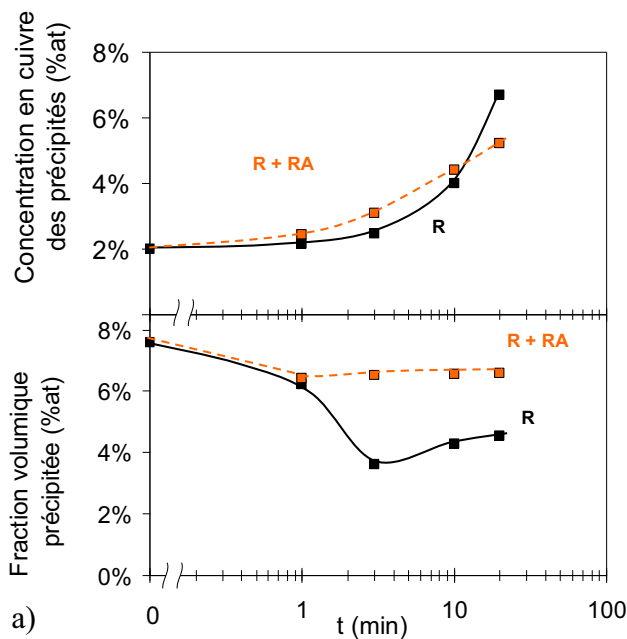 Concentration en cuivre
des précipités (%at)
8%
6%
4%
2%
R + RA
R
Fraction volumique
précipitée (%at)
8%
6%
4%
2%
0%
R + RA
R
0
1
10
100
t (min)
a)